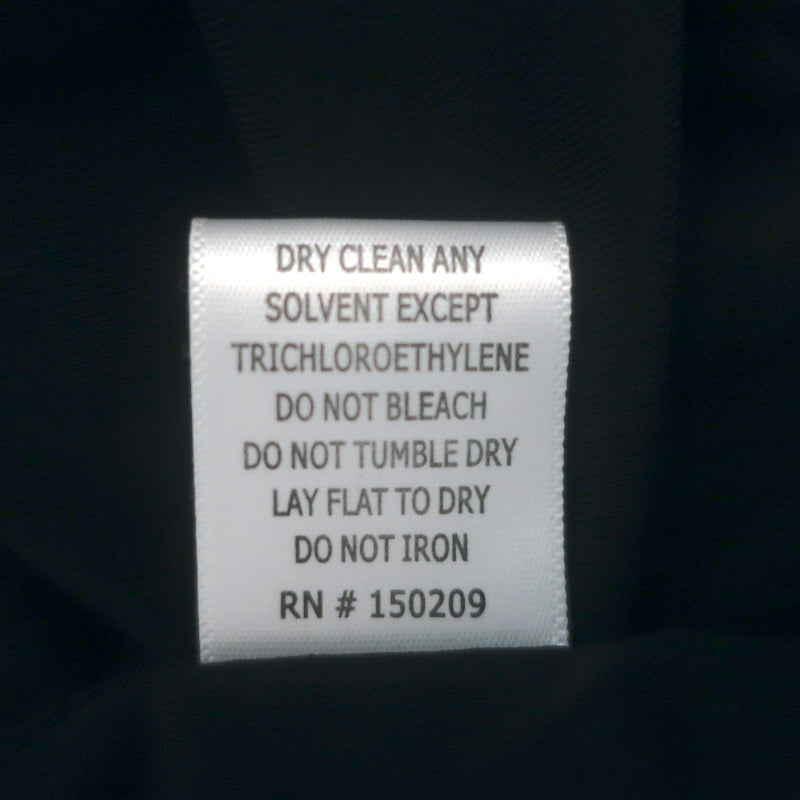 DRY CLEAN ANY
SOLVENT EXCEPT
TRICHLOROETHYLENE
DO NOT BLEACH
DO NOT TUMBLE DRY
LAY FLAT TO DRY
DO NOT IRON
RN # 150209